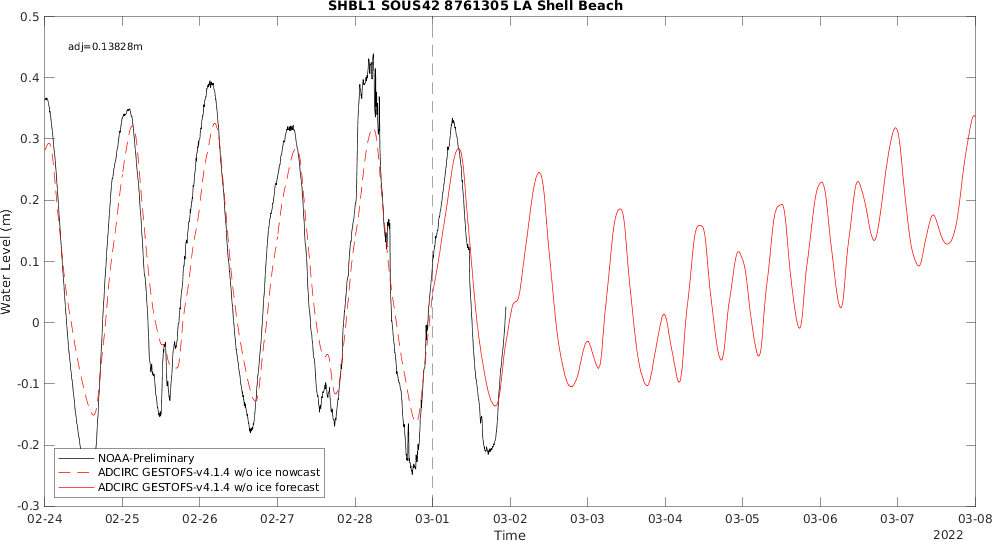 SHBL1 SOUS42 8761305 LA Shell Beach
0.5
adj=0.13828m
0.4
0.3
0.2
0.1
0
-0.1
-0.2
-0.3
Water Level (m)
NOAA-Preliminary
ADCIRC GESTOFS-v4.1.4 w/o ice nowcast
ADCIRC GESTOFS-v4.1.4 w/o ice forecast
02-24 02-25 02-26 02-27 02-28 03-01 03-02 03-03 03-04 03-05 03-06 03-07 03-08
Time
2022